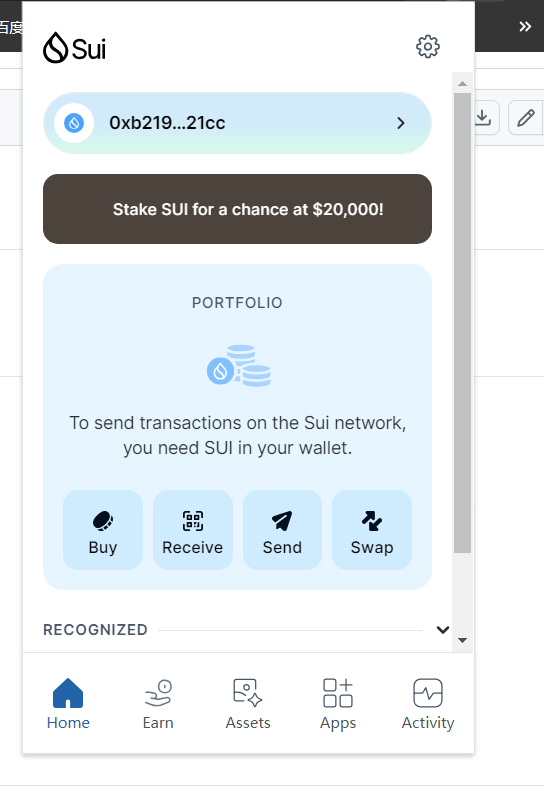 百度
Sui
0xb219...21cc
Stake SUI for a chance at $20,000!
PORTFOLIO
To send transactions on the Sui network,
you need SUI in your wallet.
Buy
Receive
Send
Swap
RECOGNIZED
Home
Earn
Assets
Apps
Activity